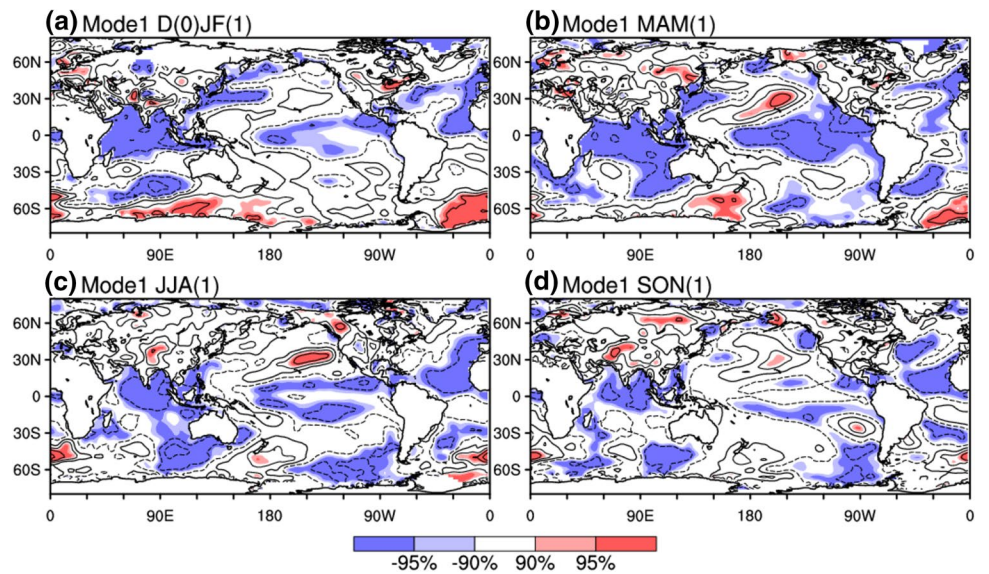 (a) Mode1 D(0)JF(1)
60N
30N
0
30S
60S
0 90E 180 90W 0
(b) Mode1 MAM(1)
60N
30N
0
30S
60S
0 90E 180 90W 0
(c) Mode1 JJA(1)
60N
30N
0
30S
60S
0 90E 180 90W 0
(d) Mode1 SON(1)
60N
30N
0
30S
60S
0 90E 180 90W 0
-95% -90% 90% 95%